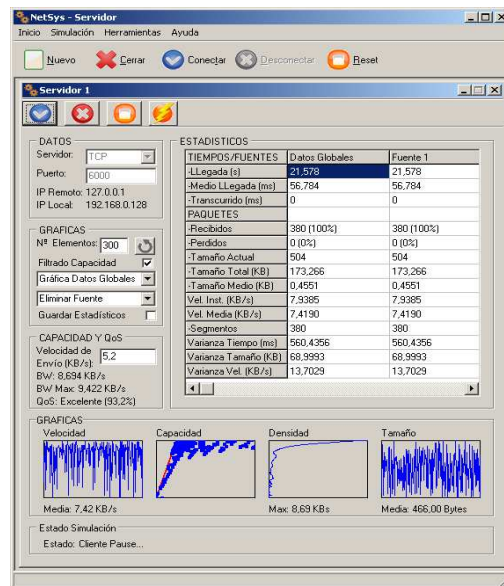 NetSys - Servidor
Inicio Simulación Herramientas Ayuda
Nuevo Cerrar Conectar Desconectar Reset
Servidor 1
DATOS
Servidor: TCP
Puerto: 6000
IP Remoto: 127.0.0.1
IP Local: 192.168.0.128
GRAFICAS
Nº Elementos: 300
Filtrado Capacidad
Gráfica Datos Globales
Eliminar Fuente
Guardar Estadísticos
CAPACIDAD Y QoS
Velocidad de
Envío (KB/s): 5,2
BW: 8,694 KB/s
BW Max: 9,422 KB/s
QoS: Excelente (93,2%)
ESTADISTICOS
TIEMPOS/FUENTES Datos Globales Fuente 1
-LLegada (s) 21,578 21,578
-Medio LLegada (ms) 56,784 56,784
-Transcurrido (ms) 0 0
PAQUETES
-Recibidos 380 (100%) 380 (100%)
-Perdidos 0 (0%) 0 (0%)
-Tamaño Actual 504 504
-Tamaño Total (KB) 173,266 173,266
-Tamaño Medio (KB) 0,4551 0,4551
Vel. Inst. (KB/s) 7,9385 7,9385
Vel. Media (KB/s) 7,4190 7,4190
-Segmentos 380 380
Varianza Tiempo (ms) 560,4356 560,4356
Varianza Tamaño (KB) 68,9993 68,9993
Varianza Vel. (KB/s) 13,7029 13,7029
GRAFICAS
Velocidad Capacidad Densidad Tamaño
Media: 7,42 KB/s Max: 8,69 KBs Media: 466,00 Bytes
Estado Simulación
Estado: Cliente Pause...